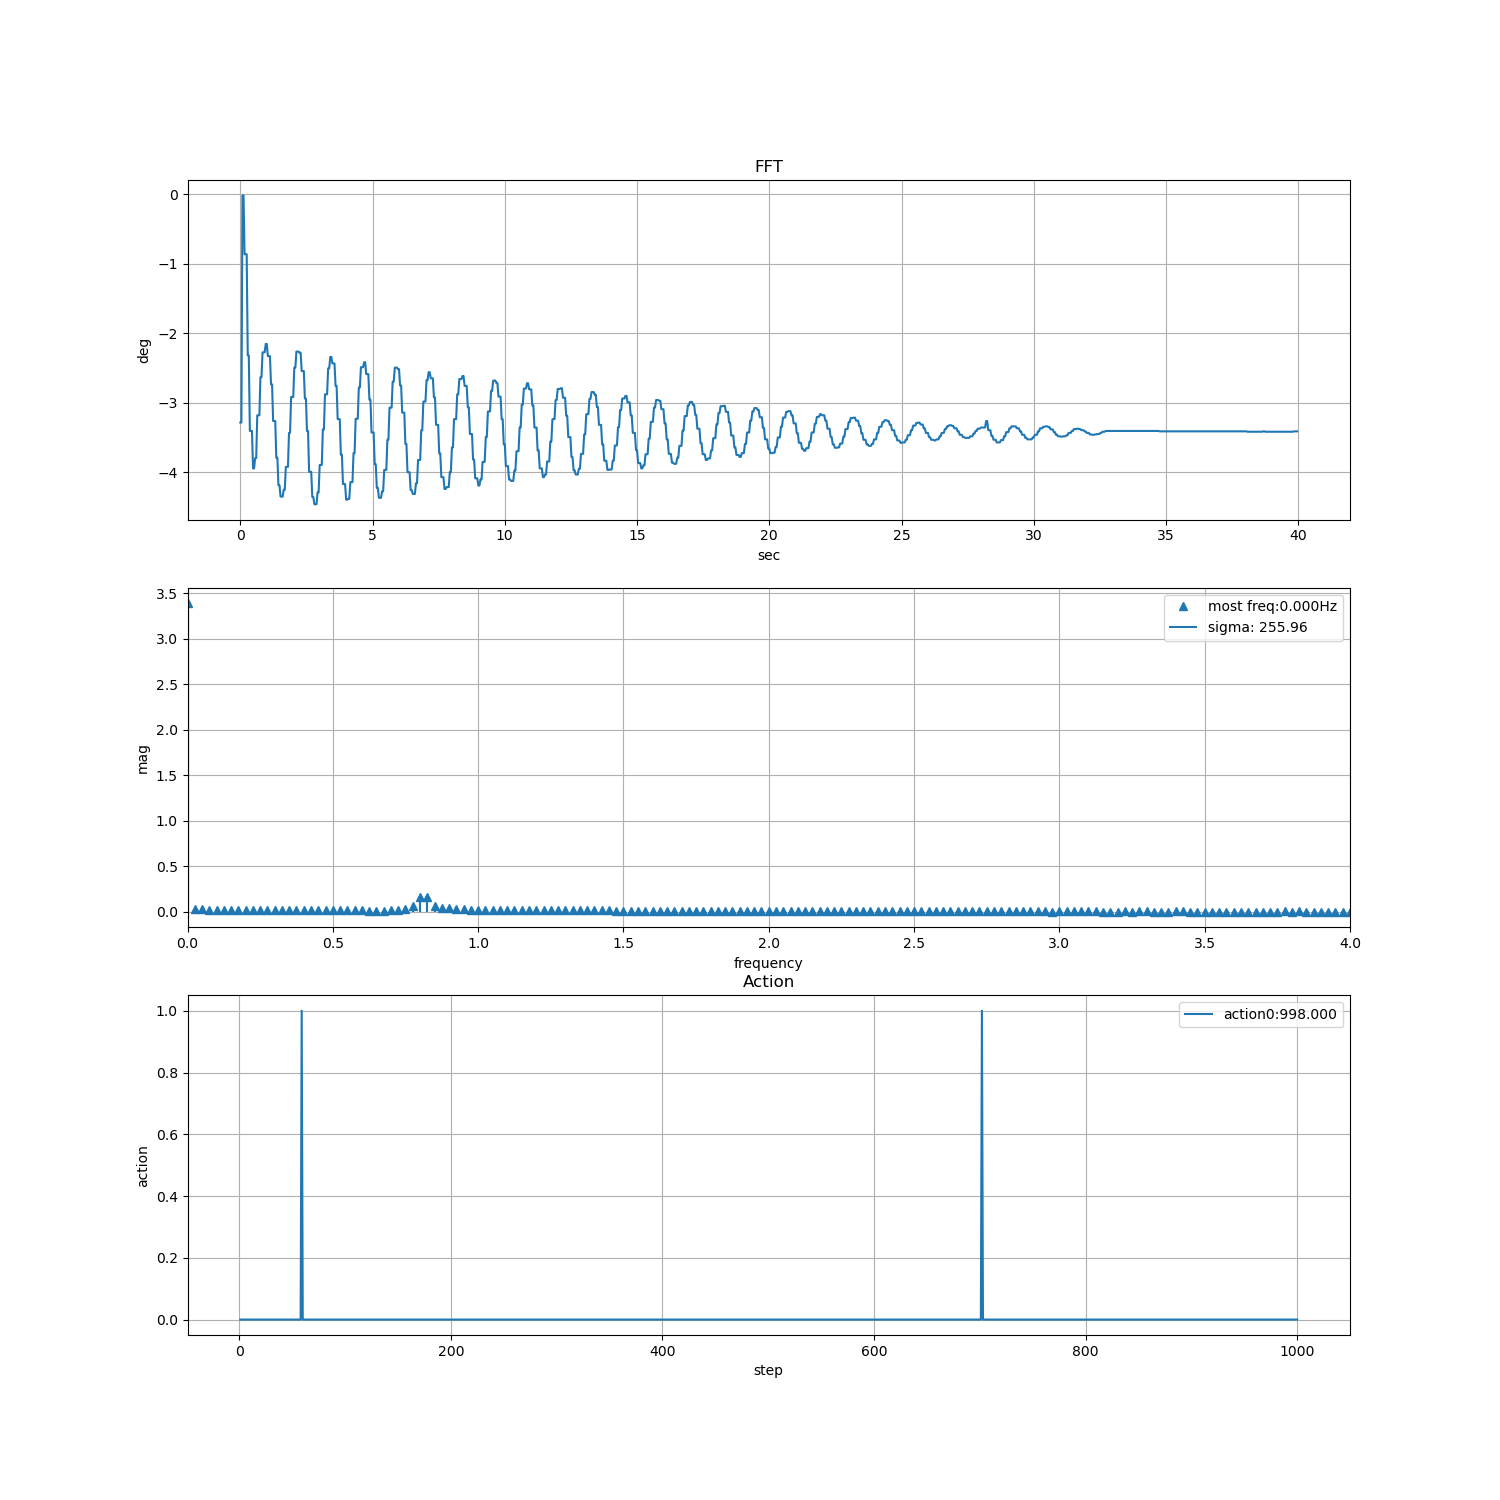 FFT
0
−1
−2
−3
−4
deg
0 5 10 15 20 25 30 35 40
sec
3.5
3.0
2.5
2.0
1.5
1.0
0.5
0.0
mag
most freq:0.000Hz
sigma: 255.96
0.0 0.5 1.0 1.5 2.0 2.5 3.0 3.5 4.0
frequency
Action
1.0
0.8
0.6
0.4
0.2
0.0
action
action0:998.000
0 200 400 600 800 1000
step